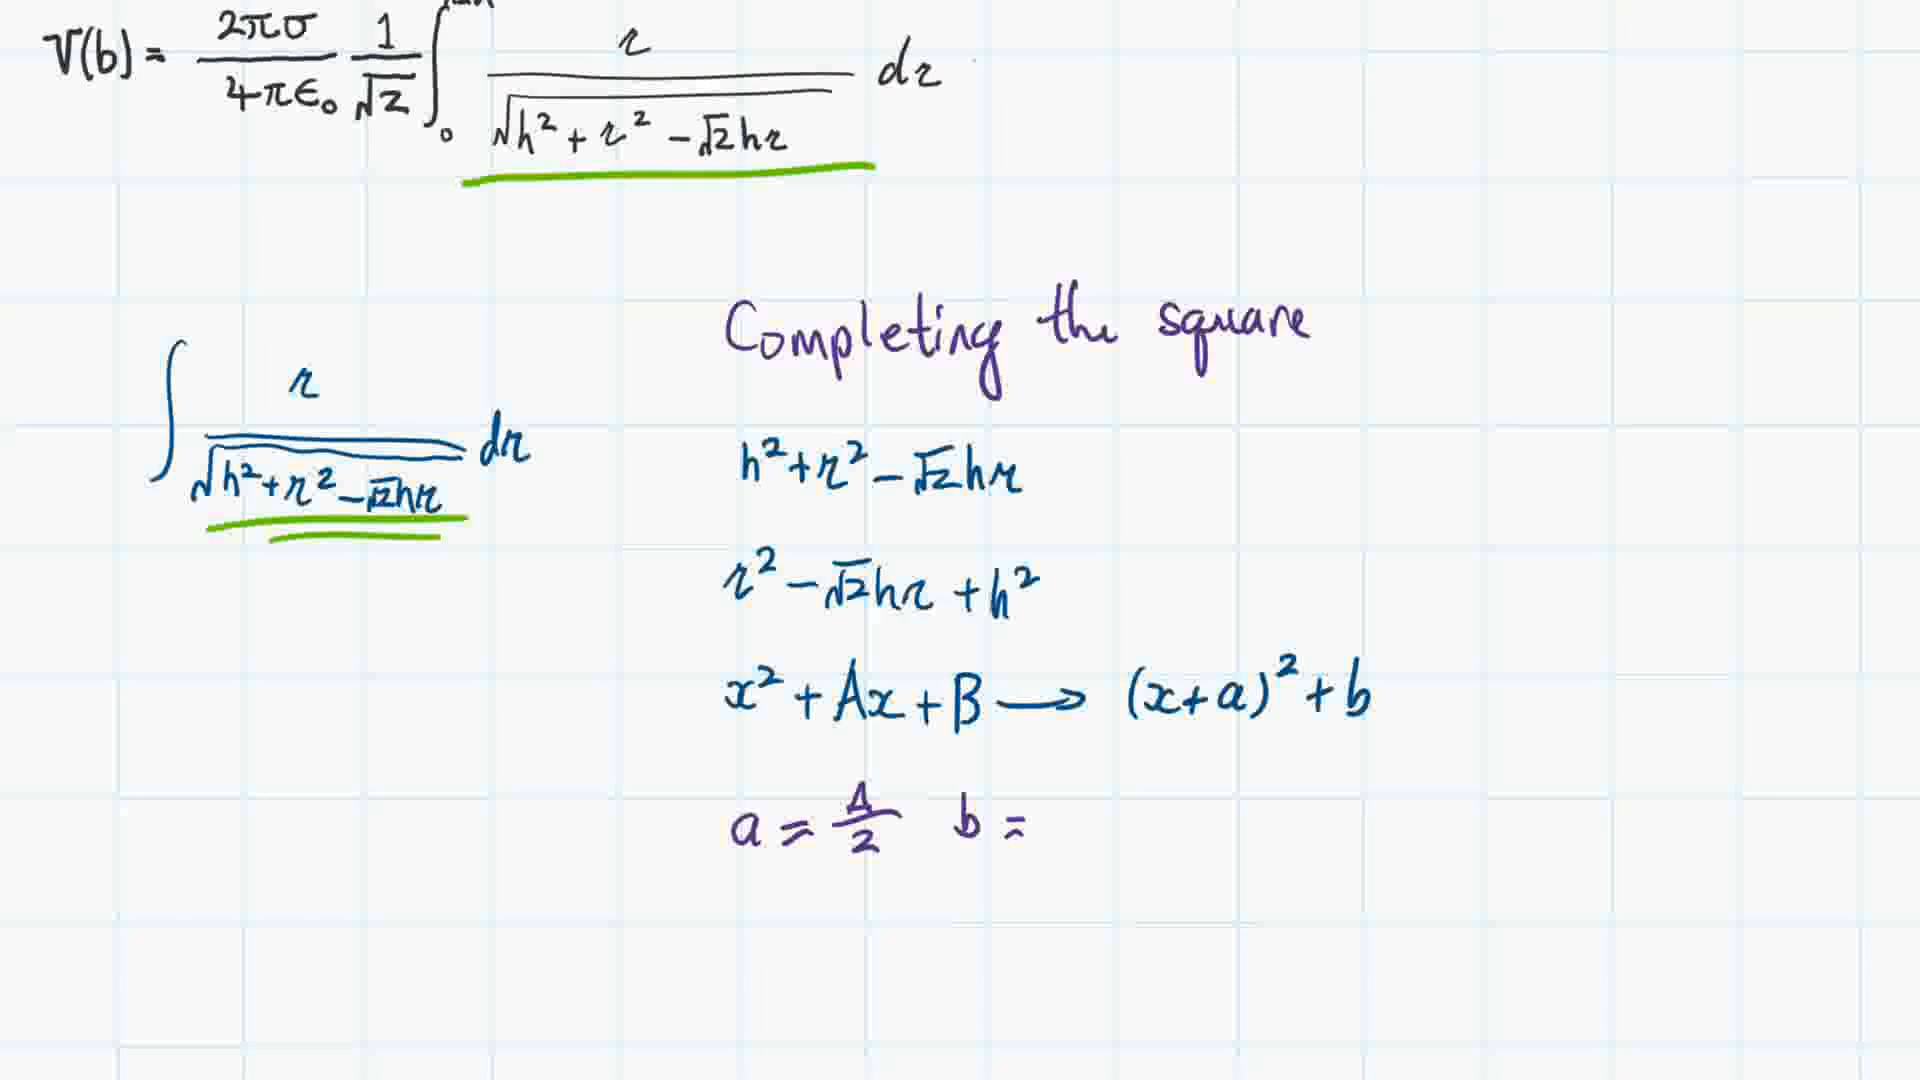 V(b) = 2πσ/4πε₀ 1/√2 ∫₀ r/√(h² + r² − √2hr) dr
Completing the square
∫ r/√(h² + r² − √2hr) dr
h² + r² − √2hr
r² − √2hr + h²
x² + Ax + B → (x+a)² + b
a = A/2 b =